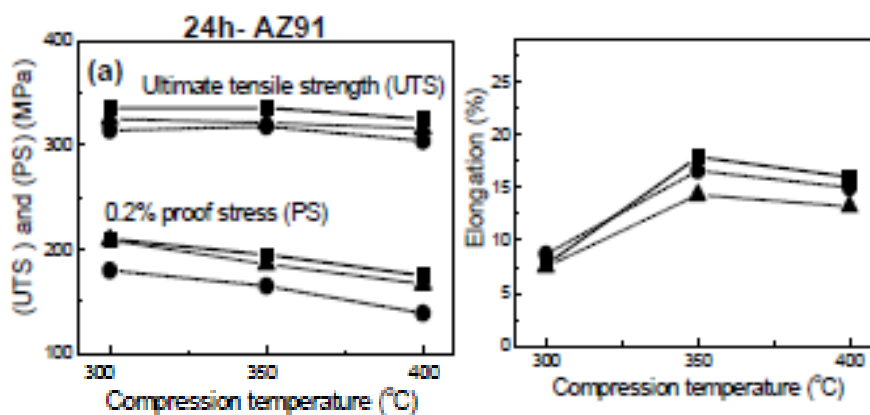 24h- AZ91
(a)
Ultimate tensile strength (UTS)
0.2% proof stress (PS)
(UTS ) and (PS) (MPa)
400
300
200
100
300
350
400
Compression temperature (°C)
Elongation (%)
25
20
15
10
5
0
300
350
400
Compression temperature (°C)